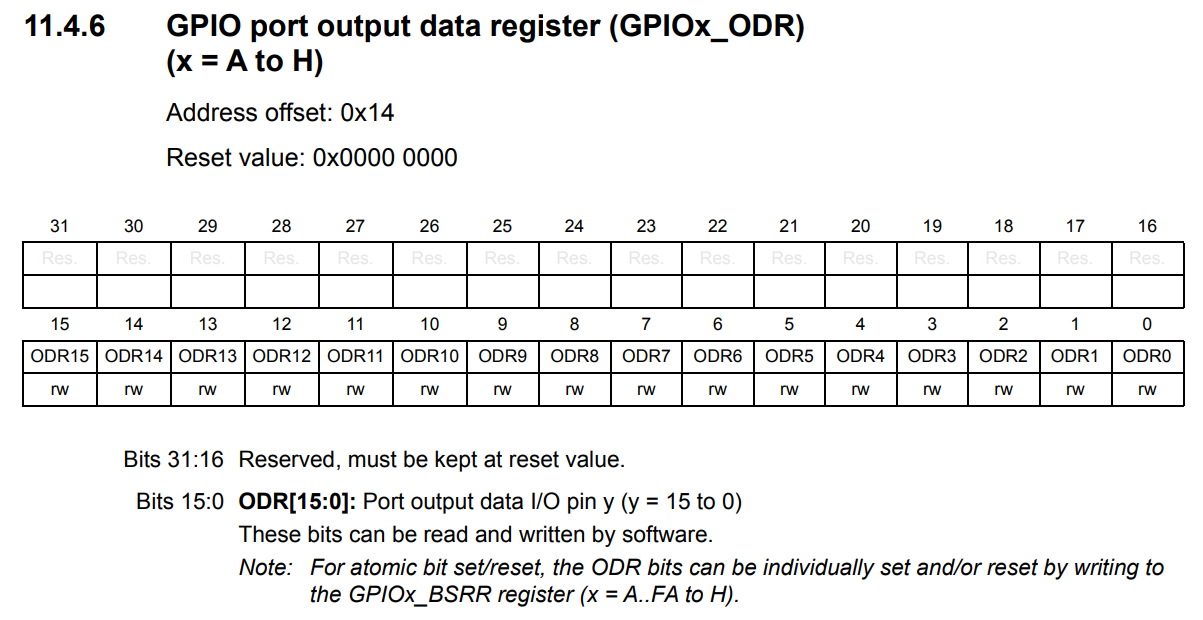 11.4.6 GPIO port output data register (GPIOx_ODR)
(x = A to H)
Address offset: 0x14
Reset value: 0x0000 0000
31 30 29 28 27 26 25 24 23 22 21 20 19 18 17 16
Res. Res. Res. Res. Res. Res. Res. Res. Res. Res. Res. Res. Res. Res. Res. Res.
15 14 13 12 11 10 9 8 7 6 5 4 3 2 1 0
ODR15 ODR14 ODR13 ODR12 ODR11 ODR10 ODR9 ODR8 ODR7 ODR6 ODR5 ODR4 ODR3 ODR2 ODR1 ODR0
rw rw rw rw rw rw rw rw rw rw rw rw rw rw rw rw
Bits 31:16 Reserved, must be kept at reset value.
Bits 15:0 ODR[15:0]: Port output data I/O pin y (y = 15 to 0)
These bits can be read and written by software.
Note: For atomic bit set/reset, the ODR bits can be individually set and/or reset by writing to
the GPIOx_BSRR register (x = A..FA to H).